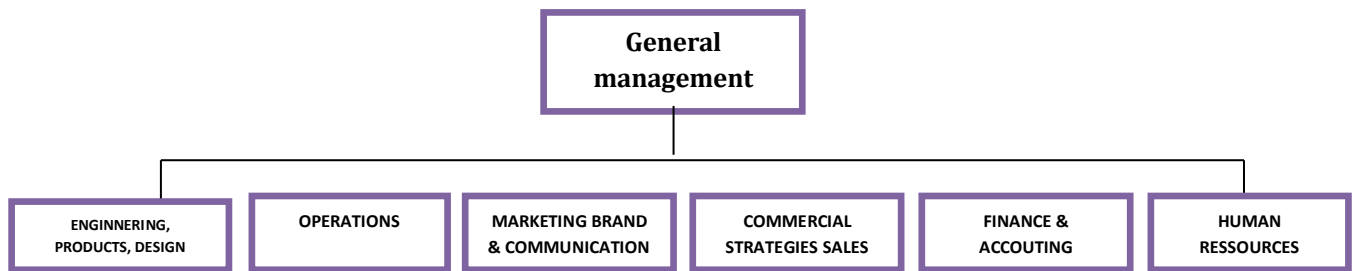 General
management
ENGINNERING,
PRODUCTS, DESIGN
OPERATIONS
MARKETING BRAND
& COMMUNICATION
COMMERCIAL
STRATEGIES SALES
FINANCE &
ACCOUTING
HUMAN
RESSOURCES